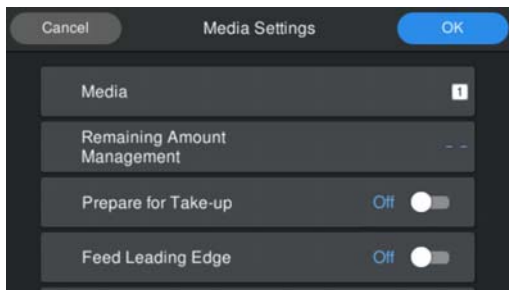 Cancel Media Settings OK
Media 1
Remaining Amount
Management - -
Prepare for Take-up Off
Feed Leading Edge Off